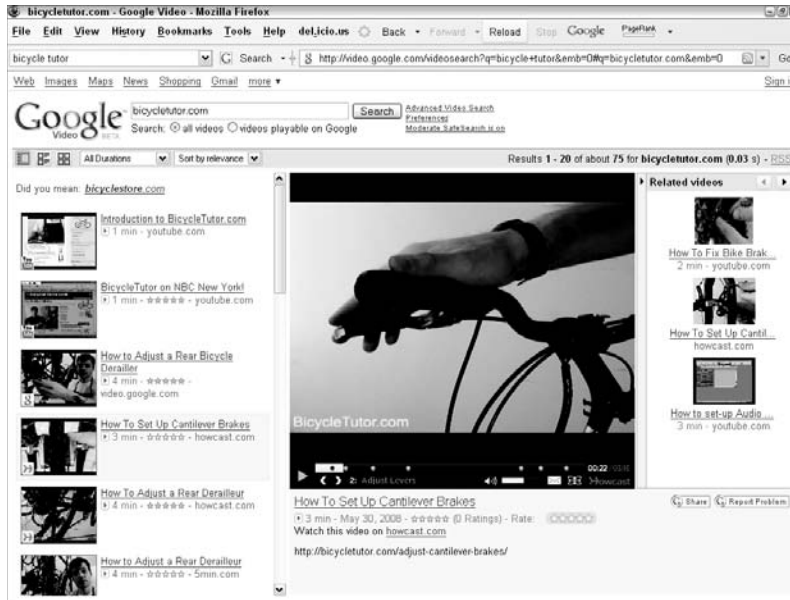 bicycletutor.com - Google Video - Mozilla Firefox
File Edit View History Bookmarks Tools Help del.icio.us Back Forward Reload Stop Google PageRank
bicycle tutor G Search http://video.google.com/videosearch?q=bicycle+tutor&emb=0#q=bicycletutor.com&emb=0 Go
Web Images Maps News Shopping Gmail more ▼ Sign
Google Video BETA
bicycletutor.com Search
Search: all videos videos playable on Google
Advanced Video Search
Preferences
Moderate SafeSearch is on
All Durations Sort by relevance Results 1 - 20 of about 75 for bicycletutor.com (0.03 s) - RSS
Did you mean: bicyclestore.com
Introduction to BicycleTutor.com
1 min - youtube.com
BicycleTutor on NBC New York!
1 min - ☆☆☆☆☆ - youtube.com
How to Adjust a Rear Bicycle
Derailler
4 min - ☆☆☆☆☆ -
video.google.com
How To Set Up Cantilever Brakes
3 min - ☆☆☆☆☆ - howcast.com
How To Adjust a Rear Derailleur
4 min - ☆☆☆☆☆ - howcast.com
How to Adjust a Rear Derailleur
4 min - ☆☆☆☆☆ - 5min.com
BicycleTutor.com
00:22
2: Adjust Levers Howcast
How To Set Up Cantilever Brakes
3 min - May 30, 2008 - ☆☆☆☆☆ (0 Ratings) - Rate:
Watch this video on howcast.com
http://bicycletutor.com/adjust-cantilever-brakes/
Related videos
How To Fix Bike Brak...
2 min - youtube.com
How To Set Up Cantil...
howcast.com
How to set-up Audio ...
3 min - youtube.com
Share Report Problem